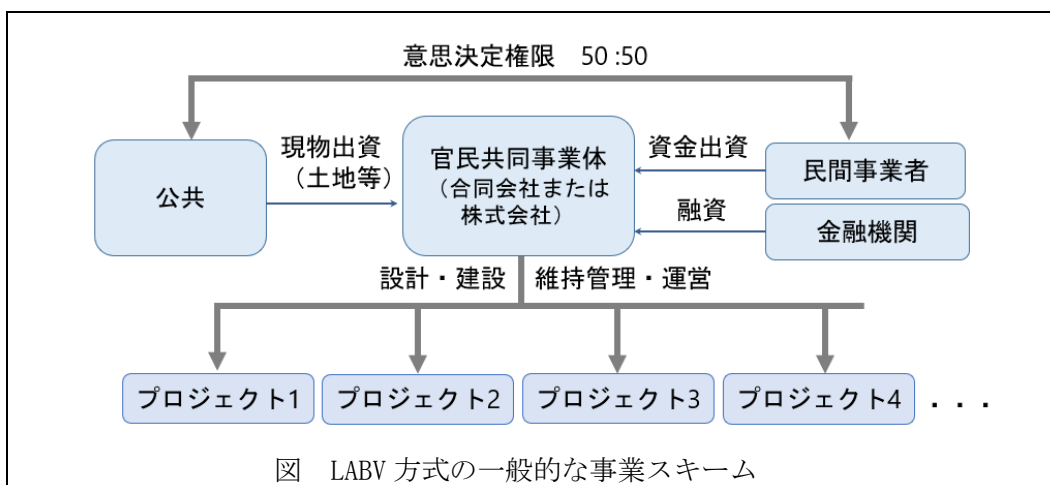 意思決定権限　50 :50
公共
現物出資
（土地等）
官民共同事業体
（合同会社または
株式会社）
資金出資
融資
民間事業者
金融機関
設計・建設
維持管理・運営
プロジェクト1
プロジェクト2
プロジェクト3
プロジェクト4
・・・
図　LABV 方式の一般的な事業スキーム